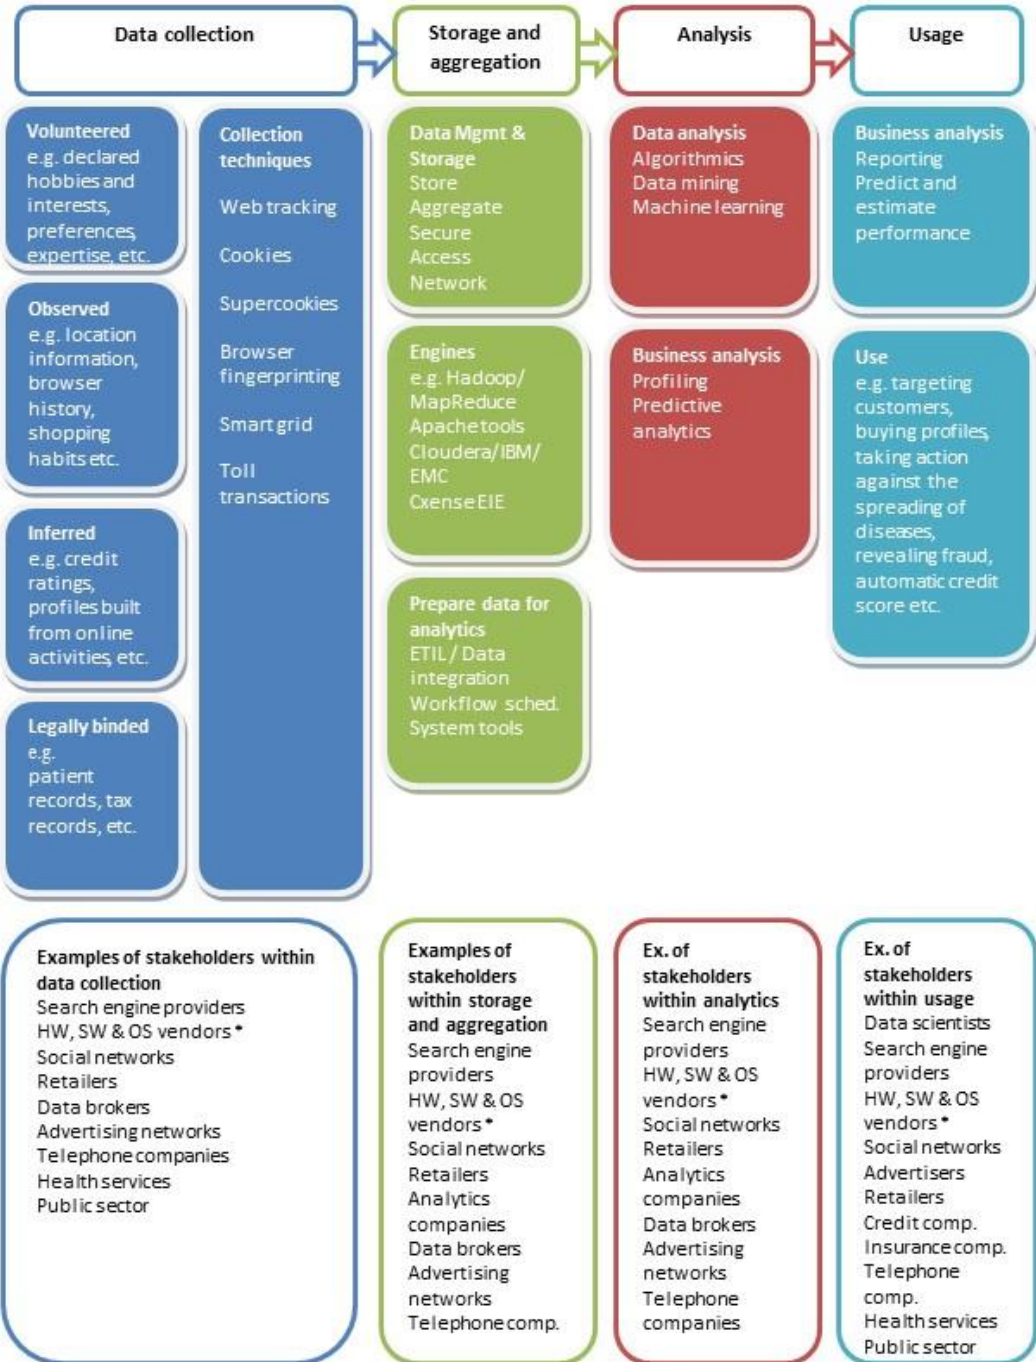 Data collection
Storage and
aggregation
Analysis
Usage
Volunteered
e.g. declared
hobbies and
interests,
preferences,
expertise, etc.
Observed
e.g. location
information,
browser
history,
shopping
habits etc.
Inferred
e.g. credit
ratings,
profiles built
from online
activities, etc.
Legally binded
e.g.
patient
records, tax
records, etc.
Collection
techniques
Web tracking
Cookies
Supercookies
Browser
fingerprinting
Smart grid
Toll
transactions
Data Mgmt &
Storage
Store
Aggregate
Secure
Access
Network
Engines
e.g. Hadoop/
MapReduce
Apache tools
Cloudera/IBM/
EMC
Cxense EIE
Prepare data for
analytics
ETIL / Data
integration
Workflow sched.
System tools
Data analysis
Algorithmics
Data mining
Machine learning
Business analysis
Profiling
Predictive
analytics
Business analysis
Reporting
Predict and
estimate
performance
Use
e.g. targeting
customers,
buying profiles,
taking action
against the
spreading of
diseases,
revealing fraud,
automatic credit
score etc.
Examples of stakeholders within
data collection
Search engine providers
HW, SW & OS vendors *
Social networks
Retailers
Data brokers
Advertising networks
Telephone companies
Health services
Public sector
Examples of
stakeholders
within storage
and aggregation
Search engine
providers
HW, SW & OS
vendors *
Social networks
Retailers
Analytics
companies
Data brokers
Advertising
networks
Telephone comp.
Ex. of
stakeholders
within analytics
Search engine
providers
HW, SW & OS
vendors *
Social networks
Retailers
Analytics
companies
Data brokers
Advertising
networks
Telephone
companies
Ex. of
stakeholders
within usage
Data scientists
Search engine
providers
HW, SW & OS
vendors *
Social networks
Advertisers
Retailers
Credit comp.
Insurance comp.
Telephone
comp.
Health services
Public sector